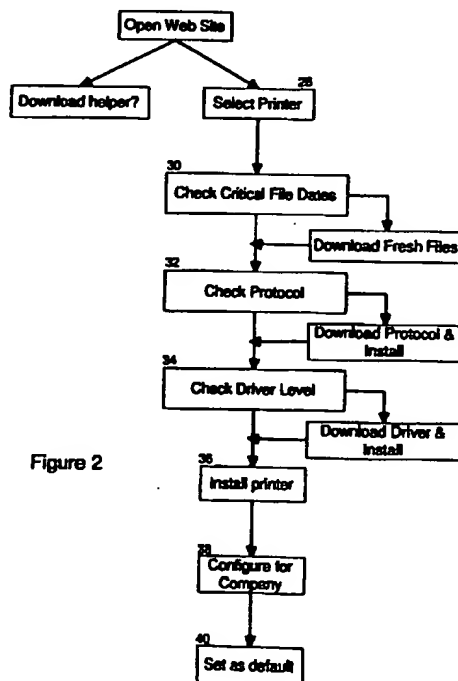 Open Web Site
Download helper?
28
Select Printer
30
Check Critical File Dates
Download Fresh Files
32
Check Protocol
Download Protocol &
Install
34
Check Driver Level
Download Driver &
Install
Figure 2
36
Install printer
38
Configure for
Company
40
Set as default